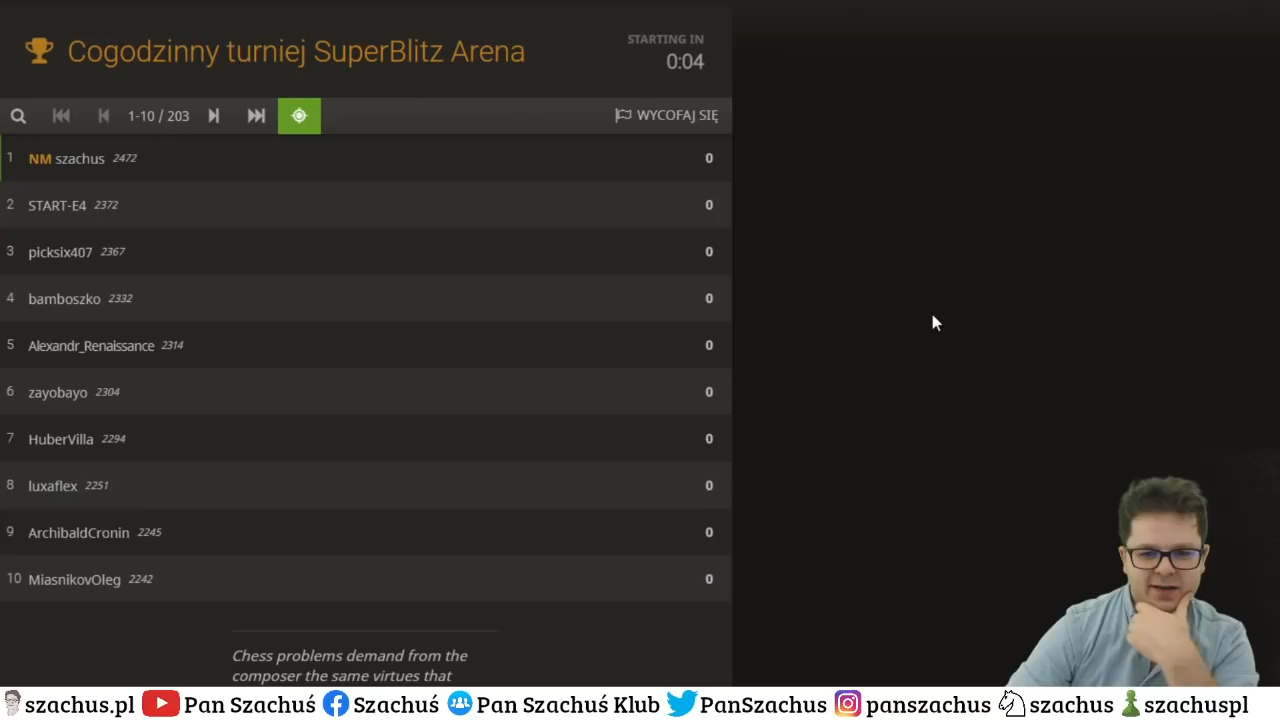 Cogodzinny turniej SuperBlitz Arena
STARTING IN
0:04
1-10 / 203
WYCOFAJ SIĘ
1 NM szachus 2472 0
2 START-E4 2372 0
3 picksix407 2367 0
4 bamboszko 2332 0
5 Alexandr_Renaissance 2314 0
6 zayobayo 2304 0
7 HuberVilla 2294 0
8 luxaflex 2251 0
9 ArchibaldCronin 2245 0
10 MiasnikovOleg 2242 0
Chess problems demand from the
composer the same virtues that
szachus.pl Pan Szachuś Szachuś Pan Szachuś Klub PanSzachus panszachus szachus szachuspl